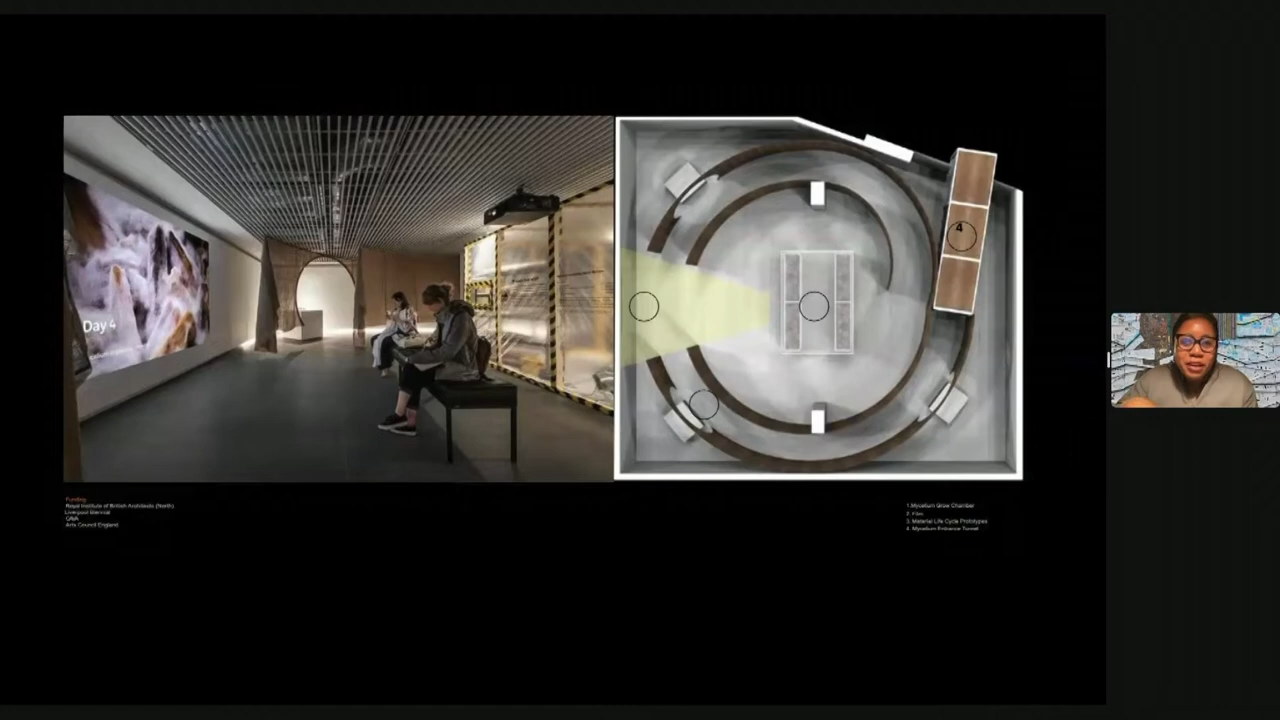 Day 4
4
Funding
Royal Institute of British Architects (North)
Liverpool Biennial
Arts Council England
1. Mycelium Grow Chamber
2. Film
3. Material Life Cycle Prototypes
4. Mycelium Entrance Tunnel